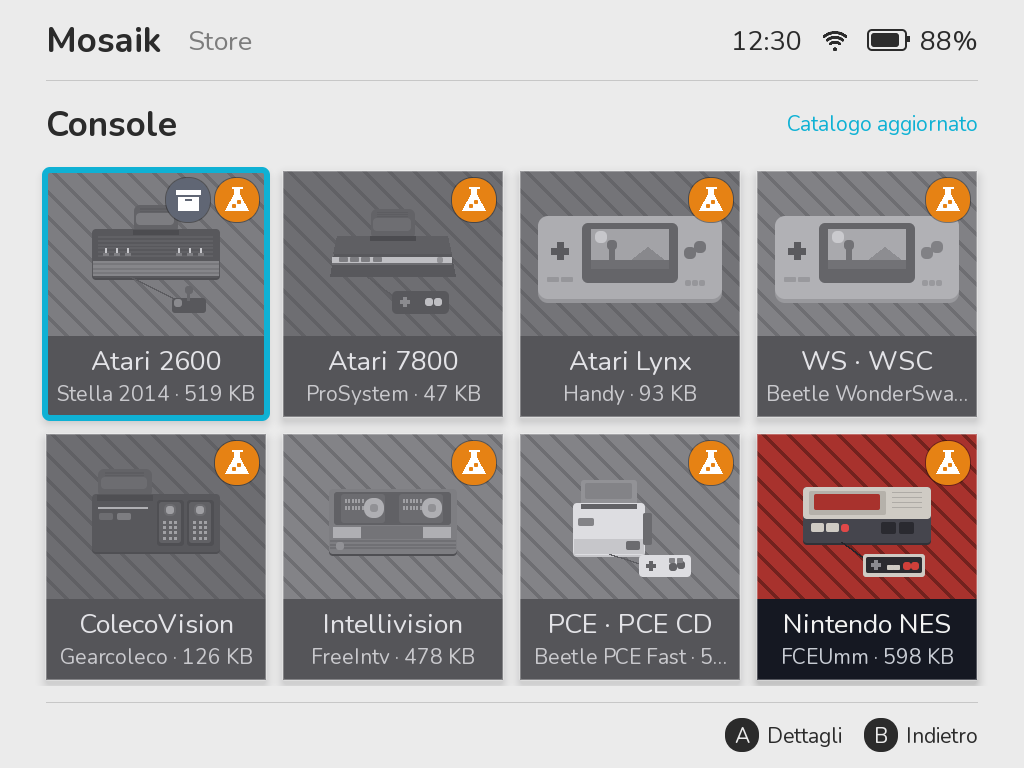 Mosaik Store 12:30 88%
Console Catalogo aggiornato
Atari 2600
Stella 2014 · 519 KB
Atari 7800
ProSystem · 47 KB
Atari Lynx
Handy · 93 KB
WS · WSC
Beetle WonderSwa...
ColecoVision
Gearcoleco · 126 KB
Intellivision
FreeIntv · 478 KB
PCE · PCE CD
Beetle PCE Fast · 5...
Nintendo NES
FCEUmm · 598 KB
A Dettagli B Indietro